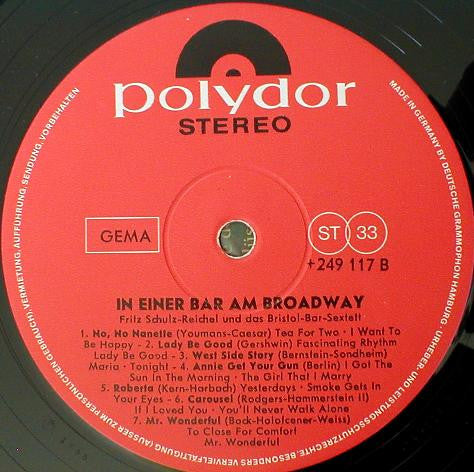 polydor
STEREO
GEMA
ST 33
+249 117 B
IN EINER BAR AM BROADWAY
Fritz Schulz-Reichel und das Bristol-Bar-Sextett
1. No, No Nanette (Youmans-Caesar) Tea For Two · I Want To
Be Happy - 2. Lady Be Good (Gershwin) Fascinating Rhythm
Lady Be Good - 3. West Side Story (Bernstein-Sondheim)
Maria · Tonight - 4. Annie Get Your Gun (Berlin) I Got The
Sun In The Morning · The Girl That I Marry
5. Roberta (Kern-Harbach) Yesterdays · Smoke Gets In
Your Eyes - 6. Carousel (Rodgers-Hammerstein II)
If I Loved You · You'll Never Walk Alone
7. Mr. Wonderful (Bock-Holofcener-Weiss)
To Close For Comfort
Mr. Wonderful
MADE IN GERMANY BY DEUTSCHE GRAMMOPHON HAMBURG · URHEBER- UND LEISTUNGSSCHUTZRECHTE, BESONDERS VERVIELFÄLTIGUNG (AUSSER ZUM PERSÖNLICHEN GEBRAUCH), VERMIETUNG, AUFFÜHRUNG, SENDUNG, VORBEHALTEN